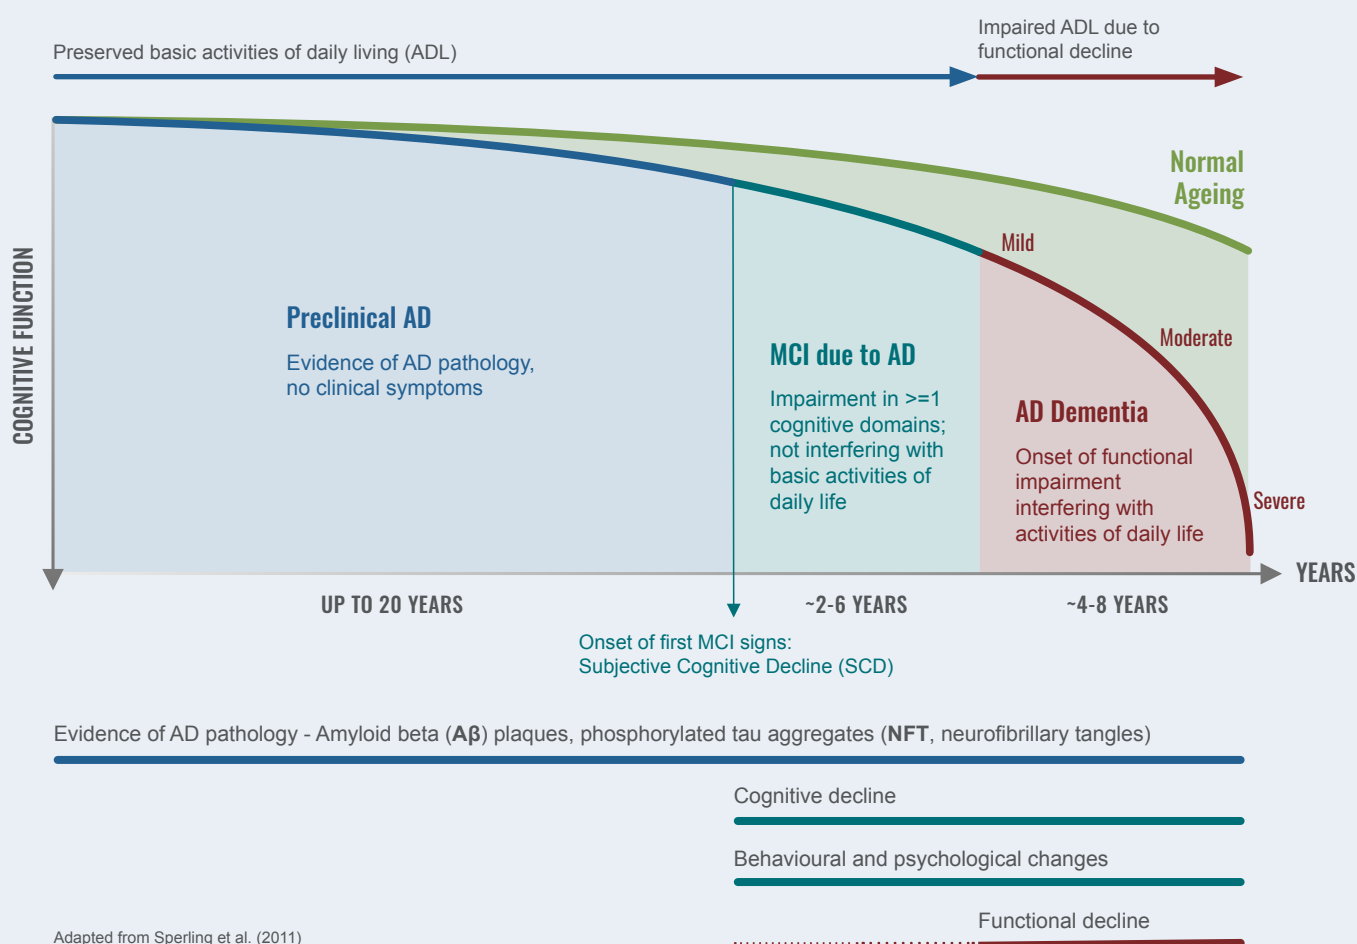 Preserved basic activities of daily living (ADL)
Impaired ADL due to
functional decline
Normal
Ageing
COGNITIVE FUNCTION
Mild
Moderate
Severe
Preclinical AD
Evidence of AD pathology,
no clinical symptoms
MCI due to AD
Impairment in >=1
cognitive domains;
not interfering with
basic activities of
daily life
AD Dementia
Onset of functional
impairment
interfering with
activities of daily life
YEARS
UP TO 20 YEARS
~2-6 YEARS
~4-8 YEARS
Onset of first MCI signs:
Subjective Cognitive Decline (SCD)
Evidence of AD pathology - Amyloid beta (Aβ) plaques, phosphorylated tau aggregates (NFT, neurofibrillary tangles)
Cognitive decline
Behavioural and psychological changes
Functional decline
Adapted from Sperling et al. (2011)